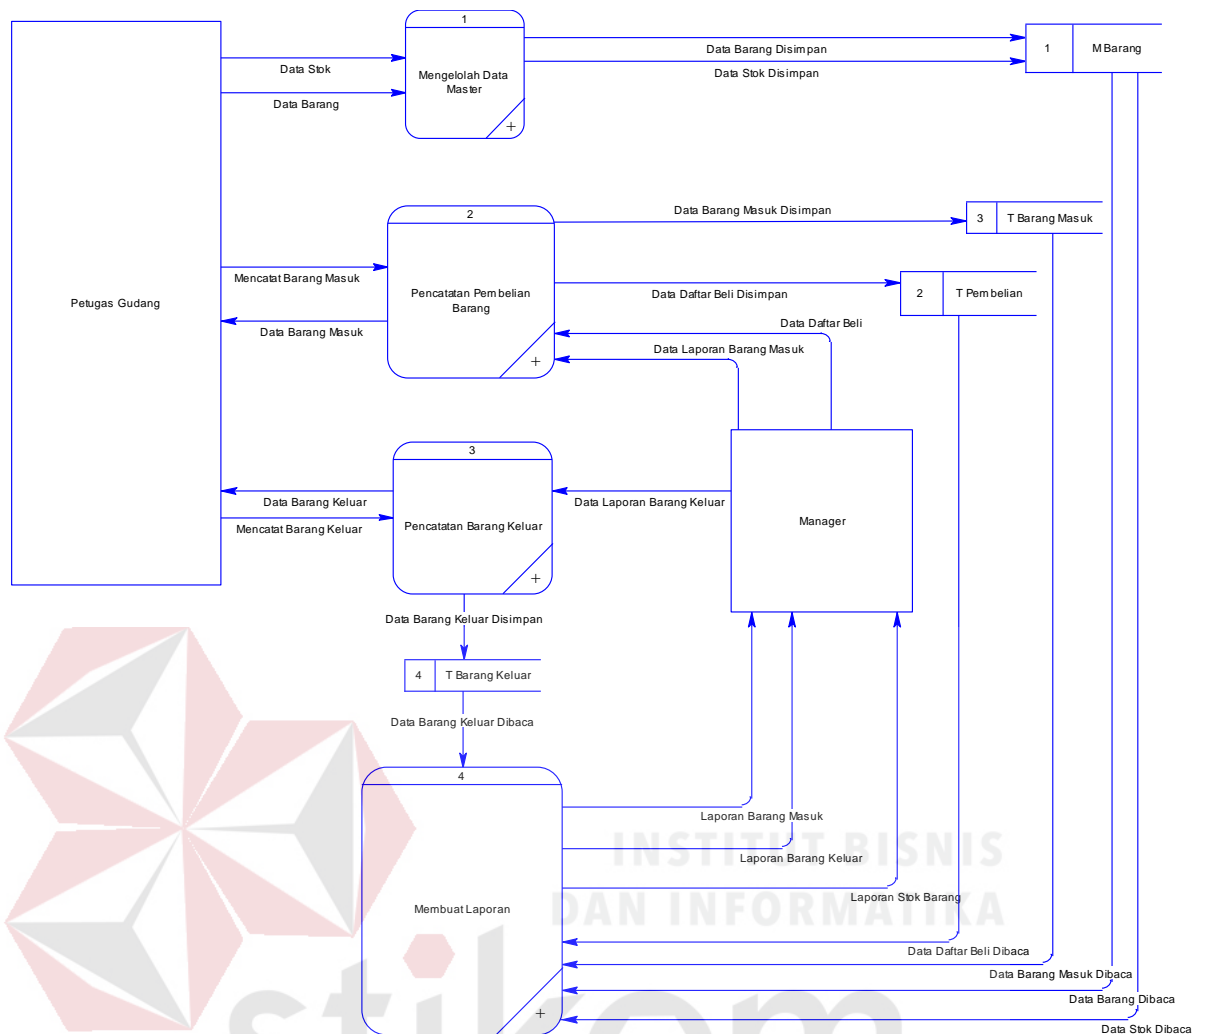 1
Mengelolah Data
Master
+
Data Stok
Data Barang
Data Barang Disimpan
Data Stok Disimpan
1
M Barang
Petugas Gudang
2
Pencatatan Pembelian
Barang
+
Mencatat Barang Masuk
Data Barang Masuk
Data Barang Masuk Disimpan
3
T Barang Masuk
Data Daftar Beli Disimpan
2
T Pembelian
Data Daftar Beli
Data Laporan Barang Masuk
3
Pencatatan Barang Keluar
+
Data Barang Keluar
Mencatat Barang Keluar
Data Laporan Barang Keluar
Manager
Data Barang Keluar Disimpan
4
T Barang Keluar
Data Barang Keluar Dibaca
4
Membuat Laporan
+
Laporan Barang Masuk
Laporan Barang Keluar
Laporan Stok Barang
Data Daftar Beli Dibaca
Data Barang Masuk Dibaca
Data Barang Dibaca
Data Stok Dibaca
INSTITUT BISNIS
DAN INFORMATIKA
stikom